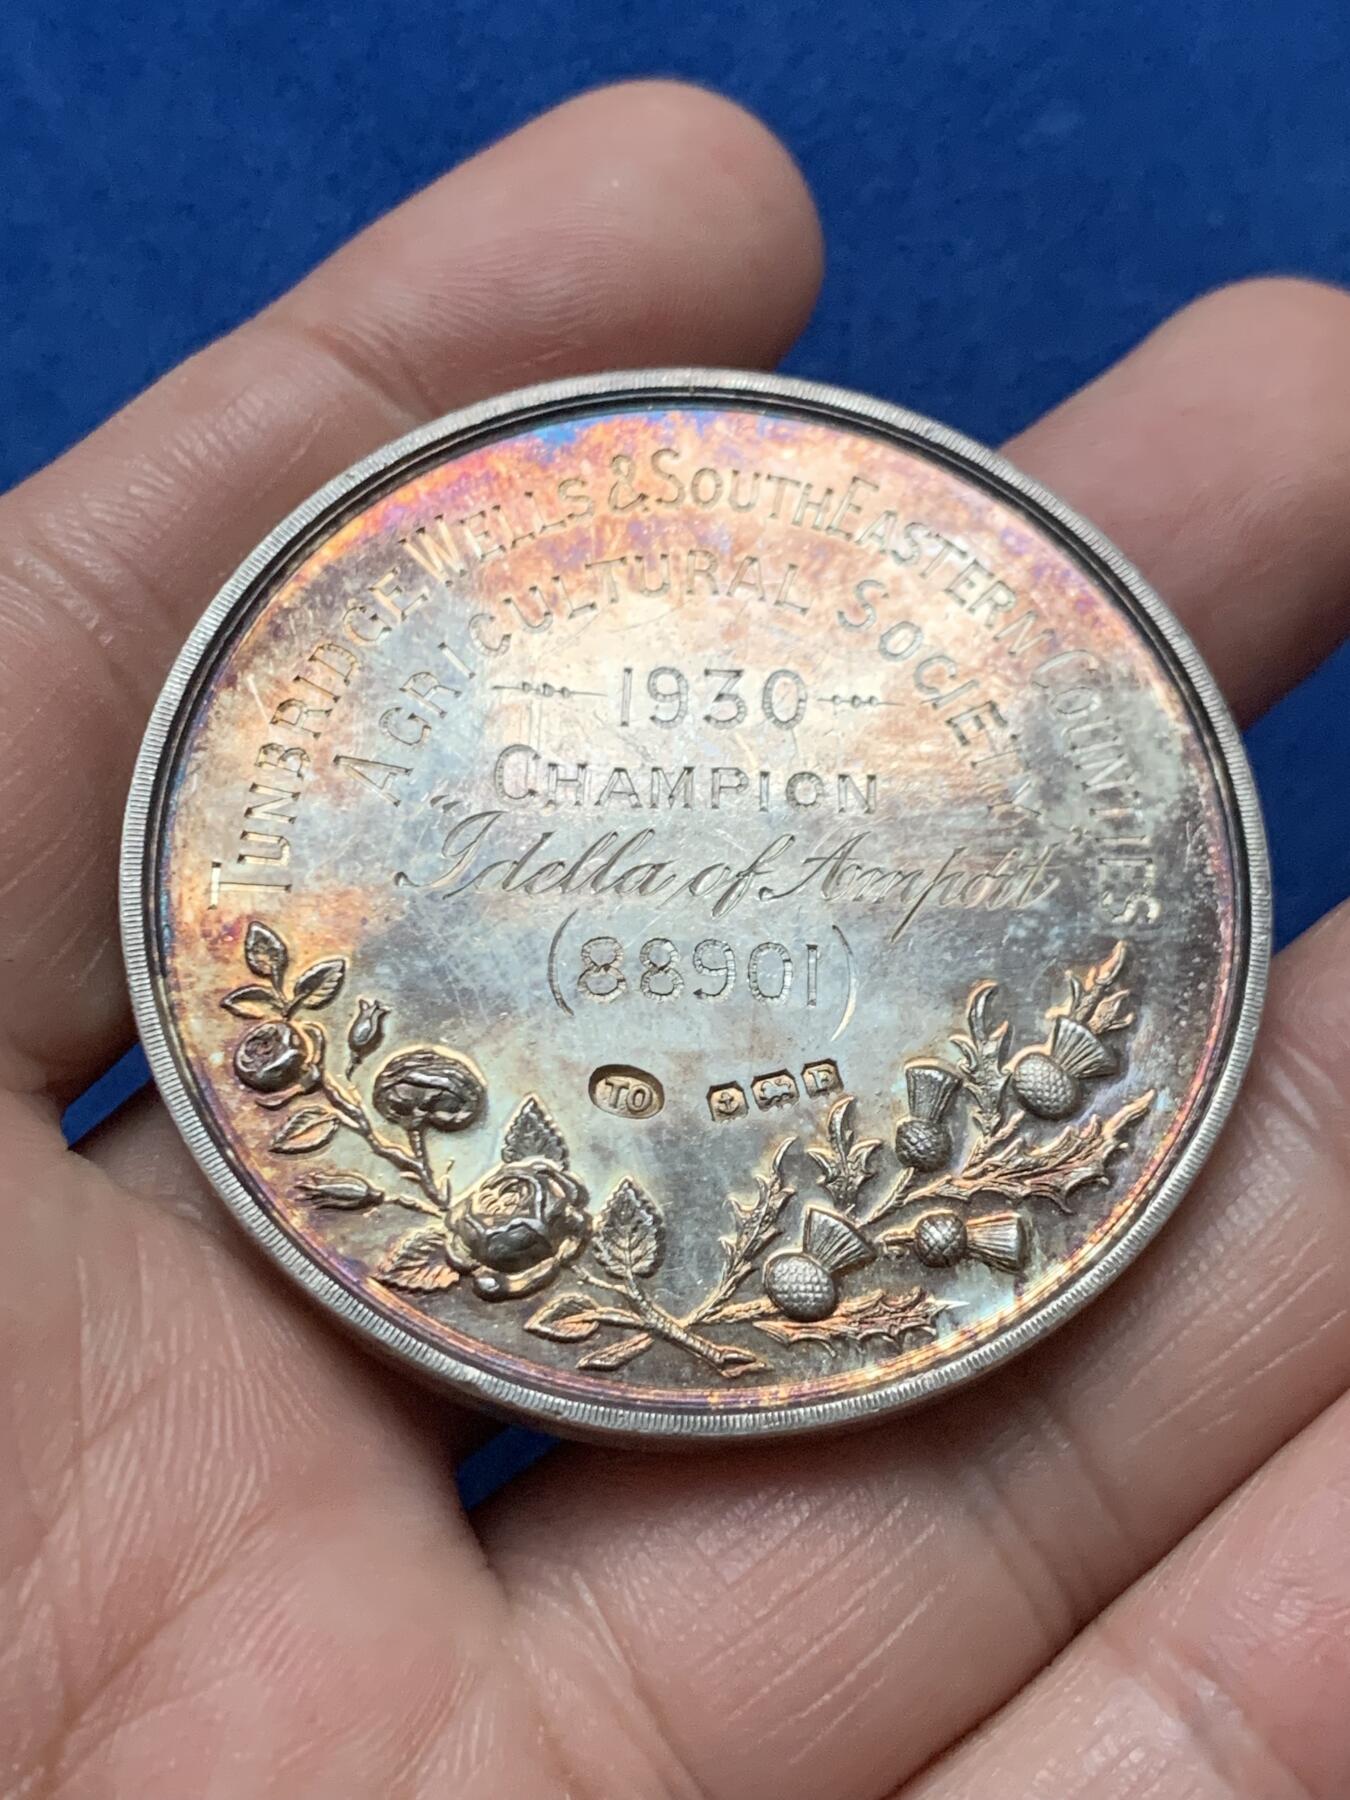 TUNBRIDGE WELLS & SOUTH EASTERN COUNTIES
AGRICULTURAL SOCIETY
1930
CHAMPION
"Idella of Ampott
(88901)
TO F